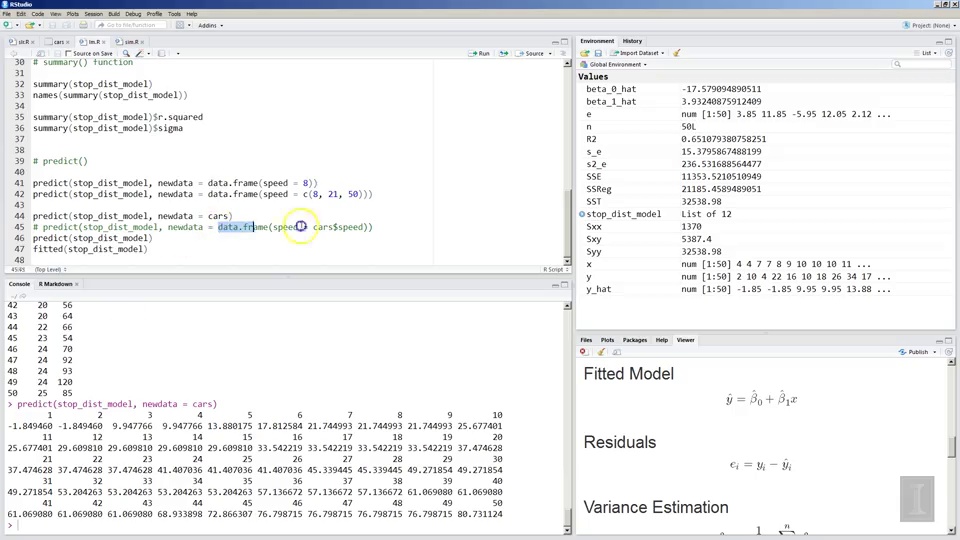 RStudio
File Edit Code View Plots Session Build Debug Profile Tools Help
Go to file/function
Addins
Project: (None)
cars
lm.R
sim.R
Source on Save
Run
Source
30 # summary() function
31
32 summary(stop_dist_model)
33 names(summary(stop_dist_model))
34
35 summary(stop_dist_model)$r.squared
36 summary(stop_dist_model)$sigma
37
38
39 # predict()
40
41 predict(stop_dist_model, newdata = data.frame(speed = 8))
42 predict(stop_dist_model, newdata = data.frame(speed = c(8, 21, 50)))
43
44 predict(stop_dist_model, newdata = cars)
45 # predict(stop_dist_model, newdata = data.frame(speed = cars$speed))
46 predict(stop_dist_model)
47 fitted(stop_dist_model)
48
(Top Level)
R Script
Console R Markdown
42 20 56
43 20 64
44 22 66
45 23 54
46 24 70
47 24 92
48 24 93
49 24 120
50 25 85
> predict(stop_dist_model, newdata = cars)
1 2 3 4 5 6 7 8 9 10
-1.849460 -1.849460 9.947766 9.947766 13.880175 17.812584 21.744993 21.744993 21.744993 25.677401
11 12 13 14 15 16 17 18 19 20
25.677401 29.609810 29.609810 29.609810 29.609810 33.542219 33.542219 33.542219 33.542219 37.474628
21 22 23 24 25 26 27 28 29 30
37.474628 37.474628 37.474628 41.407036 41.407036 41.407036 45.339445 45.339445 49.271854 49.271854
31 32 33 34 35 36 37 38 39 40
49.271854 53.204263 53.204263 53.204263 53.204263 57.136672 57.136672 57.136672 61.069080 61.069080
41 42 43 44 45 46 47 48 49 50
61.069080 61.069080 61.069080 68.933898 72.866307 76.798715 76.798715 76.798715 76.798715 80.731124
>
Environment History
Import Dataset
List
Global Environment
Values
beta_0_hat -17.579094890511
beta_1_hat 3.93240875912409
e num [1:50] 3.85 11.85 -5.95 12.05 2.12 ...
n 50L
R2 0.651079380758251
s_e 15.3795867488199
s2_e 236.531688564477
SSE 11353.5210510949
SSReg 21185.4589489051
SST 32538.98
stop_dist_model List of 12
Sxx 1370
Sxy 5387.4
Syy 32538.98
x num [1:50] 4 4 7 7 8 9 10 10 10 11 ...
y num [1:50] 2 10 4 22 16 10 18 26 34 17 ...
y_hat num [1:50] -1.85 -1.85 9.95 9.95 13.88 ...
Files Plots Packages Help Viewer
Publish
Fitted Model
ŷ = β̂₀ + β̂₁x
Residuals
eᵢ = yᵢ − ŷᵢ
Variance Estimation